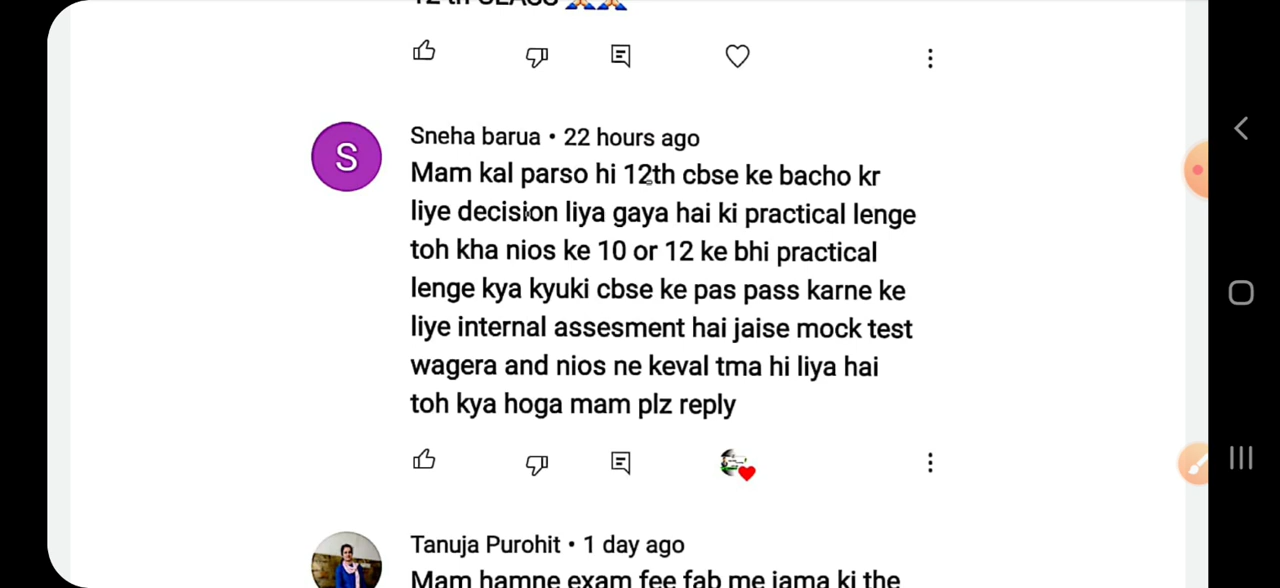 12 th CLASS
S
Sneha barua • 22 hours ago
Mam kal parso hi 12th cbse ke bacho kr
liye decision liya gaya hai ki practical lenge
toh kha nios ke 10 or 12 ke bhi practical
lenge kya kyuki cbse ke pas pass karne ke
liye internal assesment hai jaise mock test
wagera and nios ne keval tma hi liya hai
toh kya hoga mam plz reply
Tanuja Purohit • 1 day ago
Mam hamne exam fee fab me jama ki the